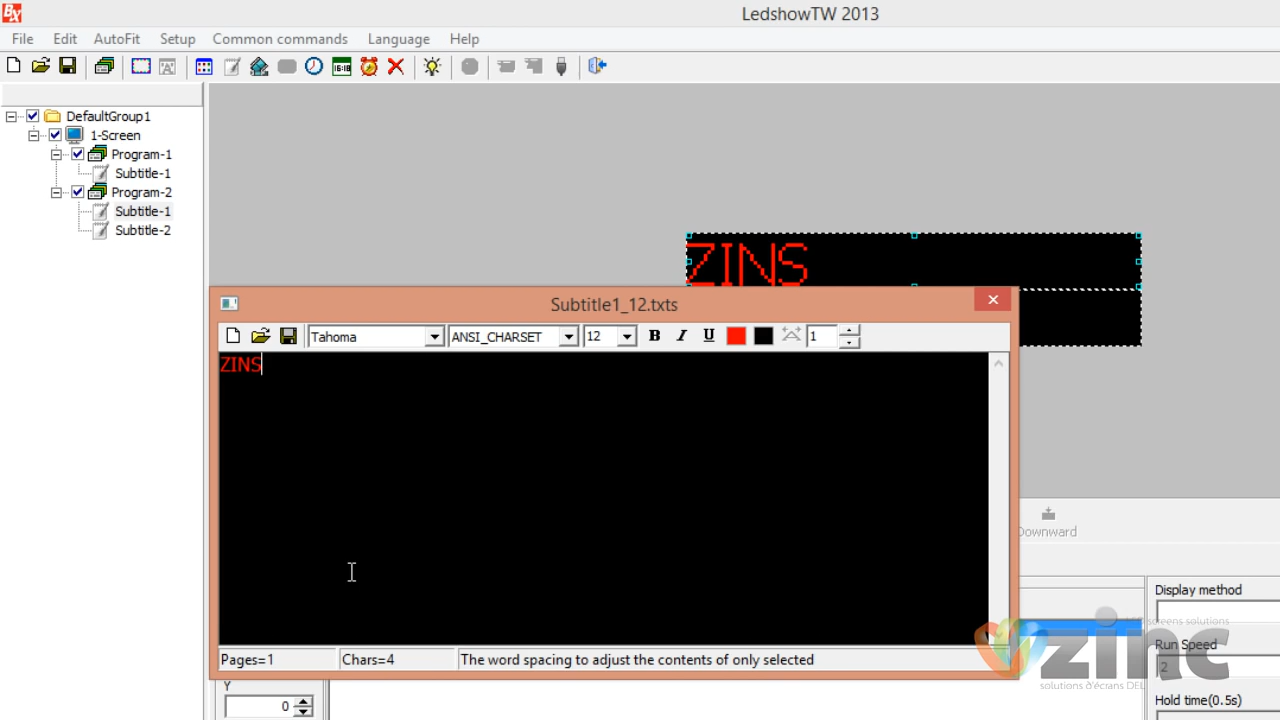 LedshowTW 2013
File Edit AutoFit Setup Common commands Language Help
DefaultGroup1
1-Screen
Program-1
Subtitle-1
Program-2
Subtitle-1
Subtitle-2
ZINS
Subtitle1_12.txts
Tahoma ANSI_CHARSET 12 B I U 1
ZINS
Downward
Display method
screens solutions
Run Speed
2
zinc
solutions d'écrans DEL
Pages=1 Chars=4 The word spacing to adjust the contents of only selected
Y
0
Hold time(0.5s)